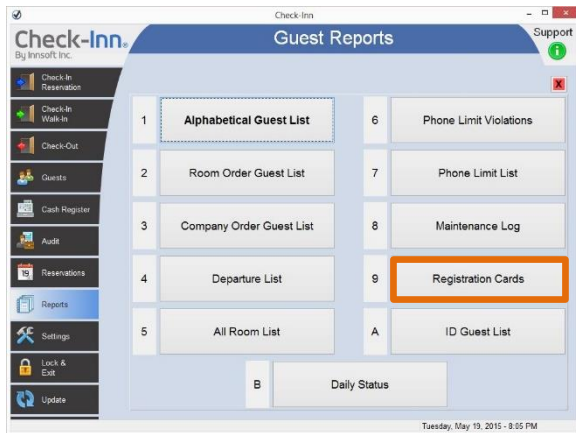 Check-Inn
Check-Inn®
By Innsoft Inc.
Guest Reports
Support
i
X
Check-In
Reservation
Check-In
Walk-In
Check-Out
Guests
Cash Register
Audit
19
Reservations
Reports
Settings
Lock &
Exit
Update
1 Alphabetical Guest List
6 Phone Limit Violations
2 Room Order Guest List
7 Phone Limit List
3 Company Order Guest List
8 Maintenance Log
4 Departure List
9 Registration Cards
5 All Room List
A ID Guest List
B Daily Status
Tuesday, May 19, 2015 - 8:05 PM